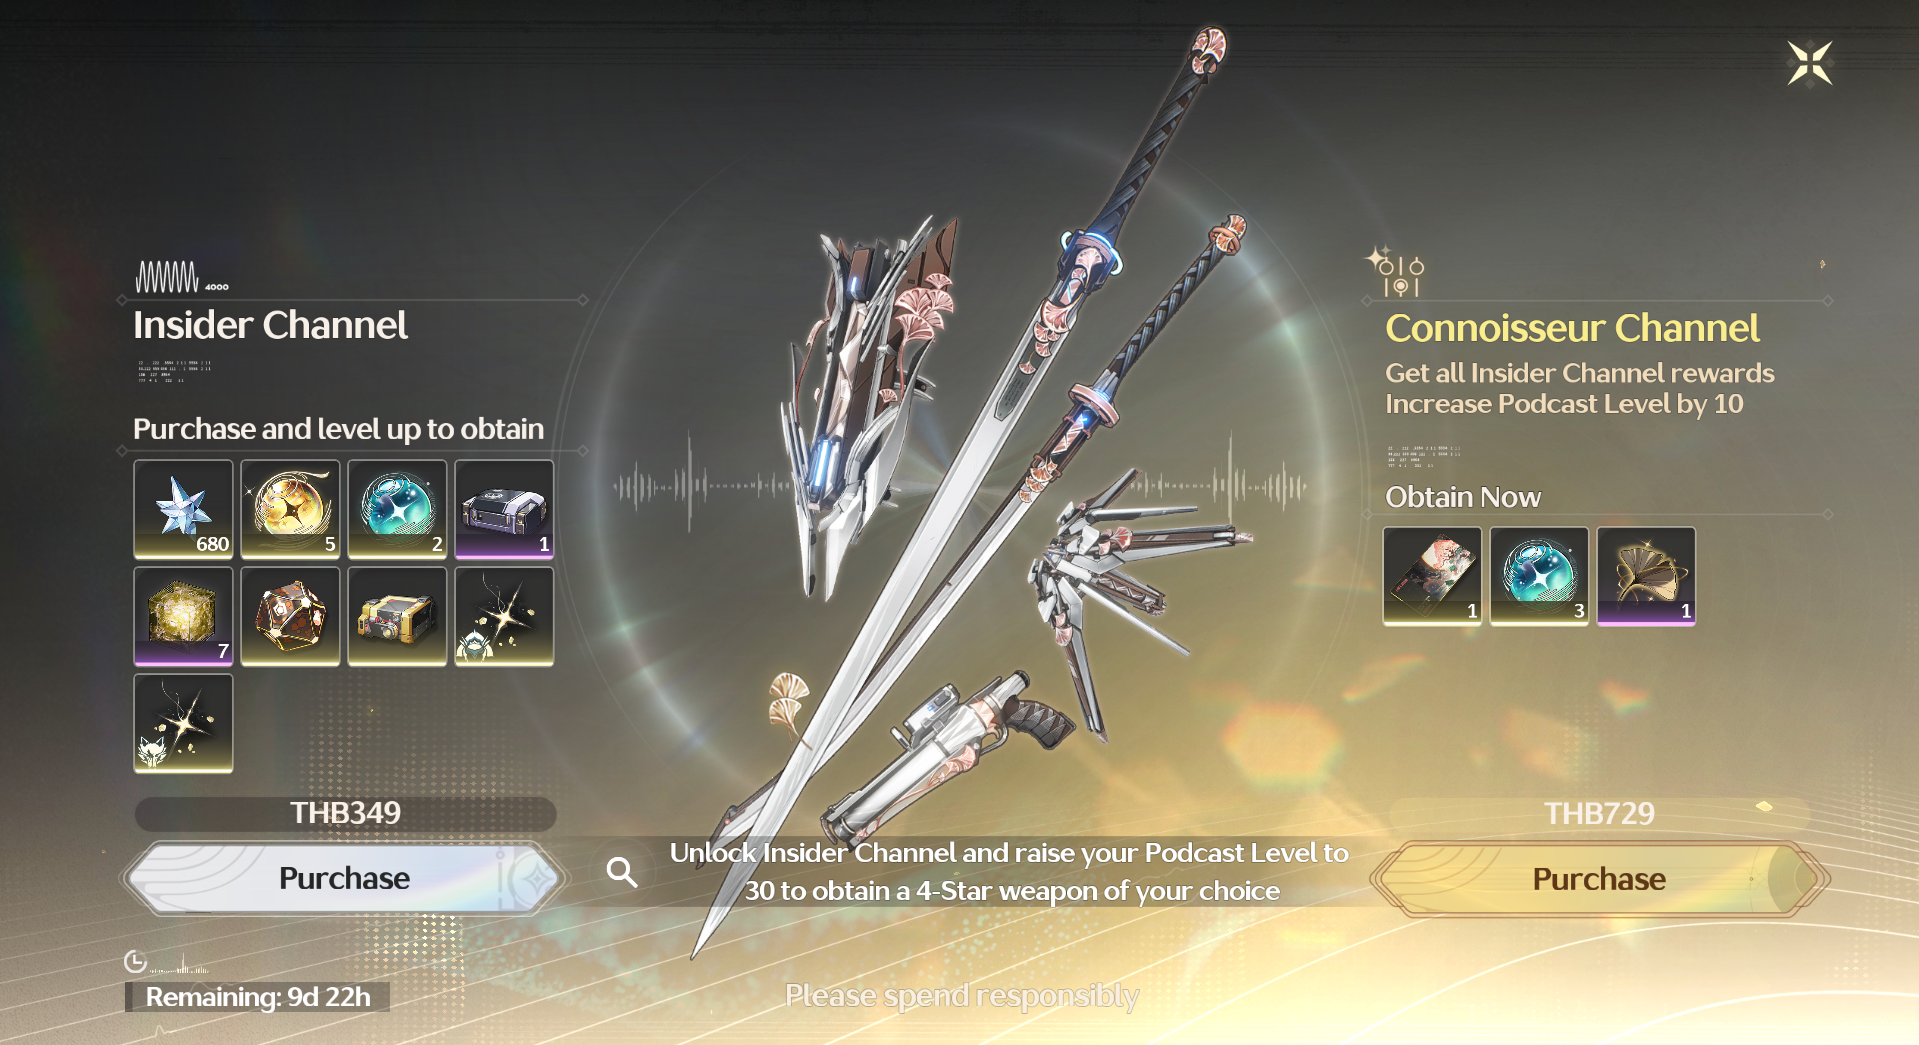 4000
Insider Channel
Purchase and level up to obtain
680
5
2
1
7
THB349
Purchase
Remaining: 9d 22h
Unlock Insider Channel and raise your Podcast Level to
30 to obtain a 4-Star weapon of your choice
Please spend responsibly
Connoisseur Channel
Get all Insider Channel rewards
Increase Podcast Level by 10
Obtain Now
1
3
1
THB729
Purchase